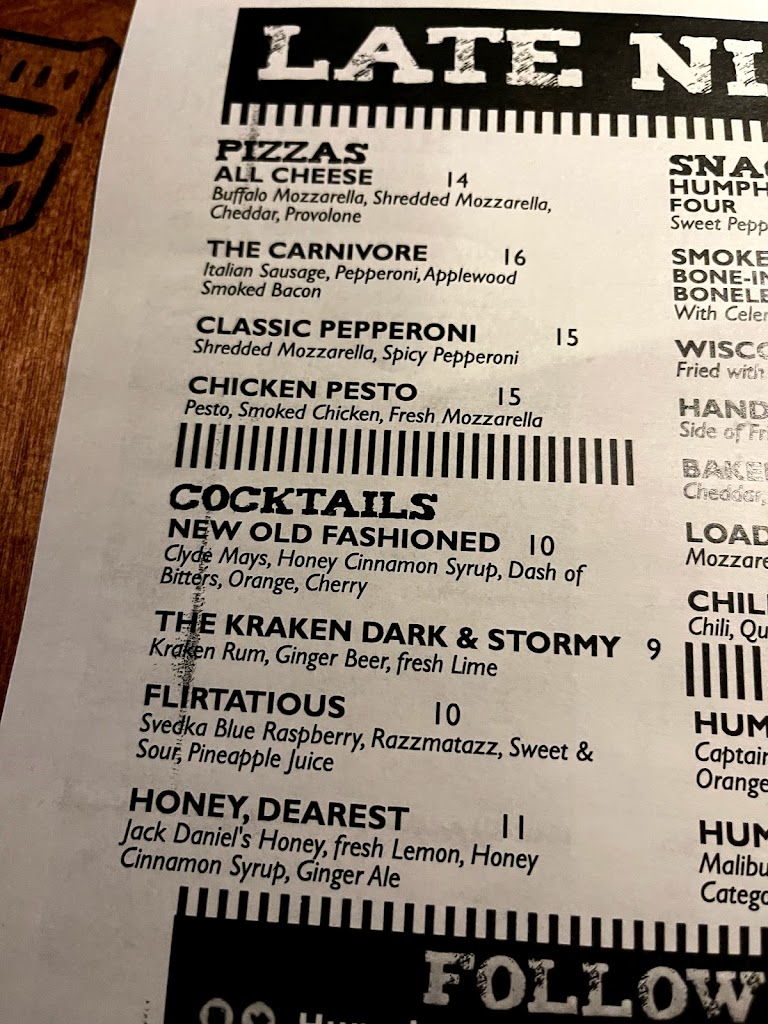 LATE
PIZZAS
ALL CHEESE 14
Buffalo Mozzarella, Shredded Mozzarella,
Cheddar, Provolone
THE CARNIVORE 16
Italian Sausage, Pepperoni, Applewood
Smoked Bacon
CLASSIC PEPPERONI 15
Shredded Mozzarella, Spicy Pepperoni
CHICKEN PESTO 15
Pesto, Smoked Chicken, Fresh Mozzarella
COCKTAILS
NEW OLD FASHIONED 10
Clyde Mays, Honey Cinnamon Syrup, Dash of
Bitters, Orange, Cherry
THE KRAKEN DARK & STORMY 9
Kraken Rum, Ginger Beer, fresh Lime
FLIRTATIOUS 10
Svedka Blue Raspberry, Razzmatazz, Sweet &
Sour, Pineapple Juice
HONEY, DEAREST 11
Jack Daniel's Honey, fresh Lemon, Honey
Cinnamon Syrup, Ginger Ale
SNA
HUMPH
FOUR
Sweet Pepp
SMOKE
BONE-IN
BONELE
With Celer
WISCO
Fried with
HAND
Side of Fr
BAKE
Cheddar,
LOAD
Mozzare
CHIL
Chili, Qu
HUM
Captain
Orange
HUM
Malibu
Catego
FOLLOW